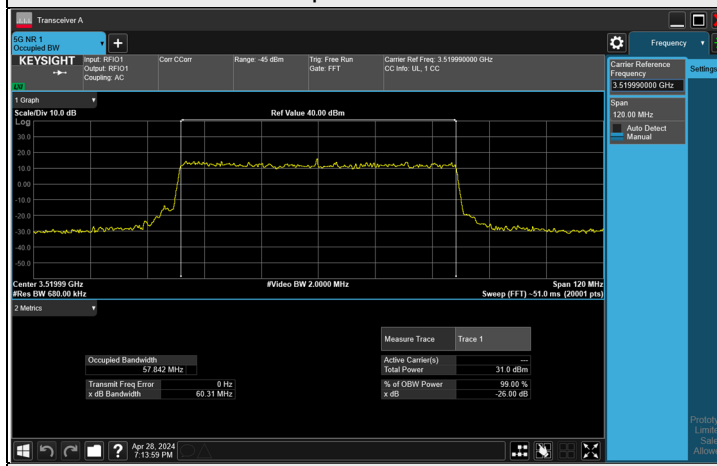 Transceiver A
5G NR 1
Occupied BW
Frequency
KEYSIGHT
LXI
Input: RFIO1
Output: RFIO1
Coupling: AC
Corr CCorr
Range: -45 dBm
Trig: Free Run
Gate: FFT
Carrier Ref Freq: 3.519990000 GHz
CC Info: UL, 1 CC
Carrier Reference
Frequency
3.519990000 GHz
Settings
Span
120.00 MHz
Auto Detect
Manual
1 Graph
Scale/Div 10.0 dB
Ref Value 40.00 dBm
Log
30.0
20.0
10.0
0.00
-10.0
-20.0
-30.0
-40.0
-50.0
Center 3.51999 GHz
#Video BW 2.0000 MHz
Span 120 MHz
#Res BW 680.00 kHz
Sweep (FFT) ~51.0 ms (20001 pts)
2 Metrics
Measure Trace
Trace 1
Occupied Bandwidth
57.842 MHz
Active Carrier(s)
---
Total Power
31.0 dBm
Transmit Freq Error
0 Hz
% of OBW Power
99.00 %
x dB Bandwidth
60.31 MHz
x dB
-26.00 dB
Apr 28, 2024
7:13:59 PM
?
Prototy
Limite
Sale
Allowe